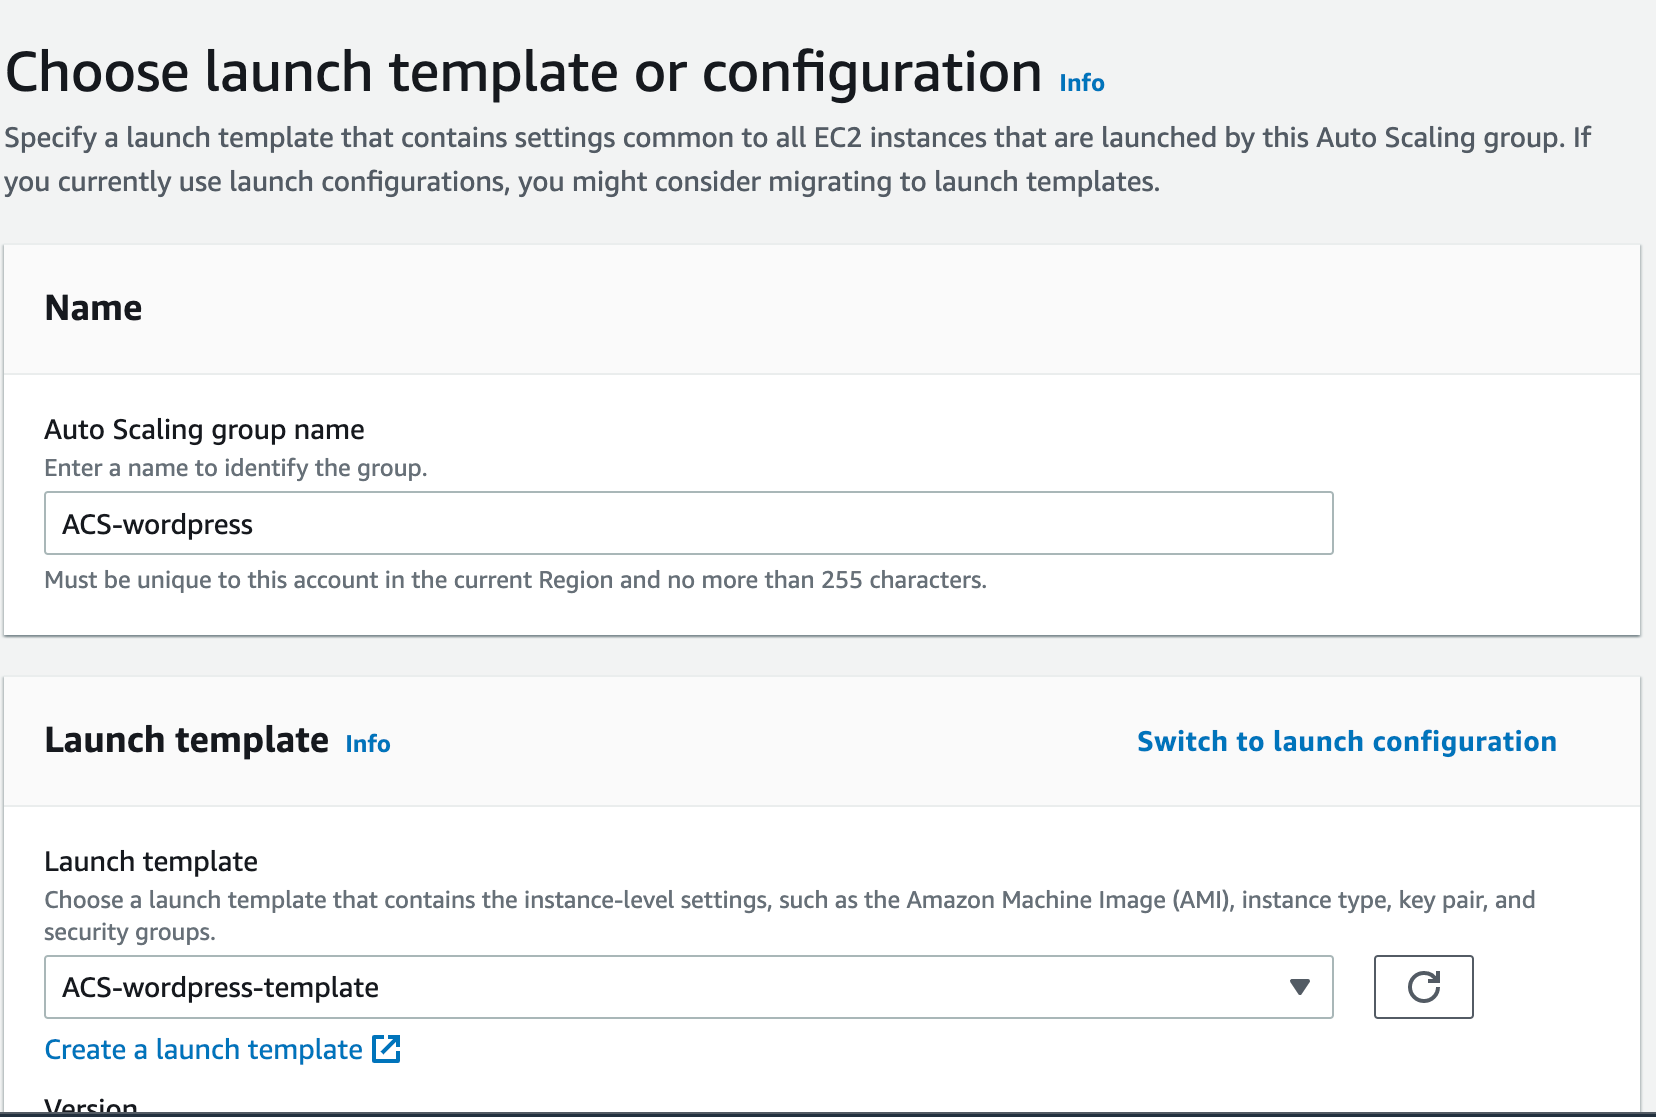 Choose launch template or configuration Info
Specify a launch template that contains settings common to all EC2 instances that are launched by this Auto Scaling group. If
you currently use launch configurations, you might consider migrating to launch templates.
Name
Auto Scaling group name
Enter a name to identify the group.
ACS-wordpress
Must be unique to this account in the current Region and no more than 255 characters.
Launch template Info
Switch to launch configuration
Launch template
Choose a launch template that contains the instance-level settings, such as the Amazon Machine Image (AMI), instance type, key pair, and
security groups.
ACS-wordpress-template
Create a launch template
Version